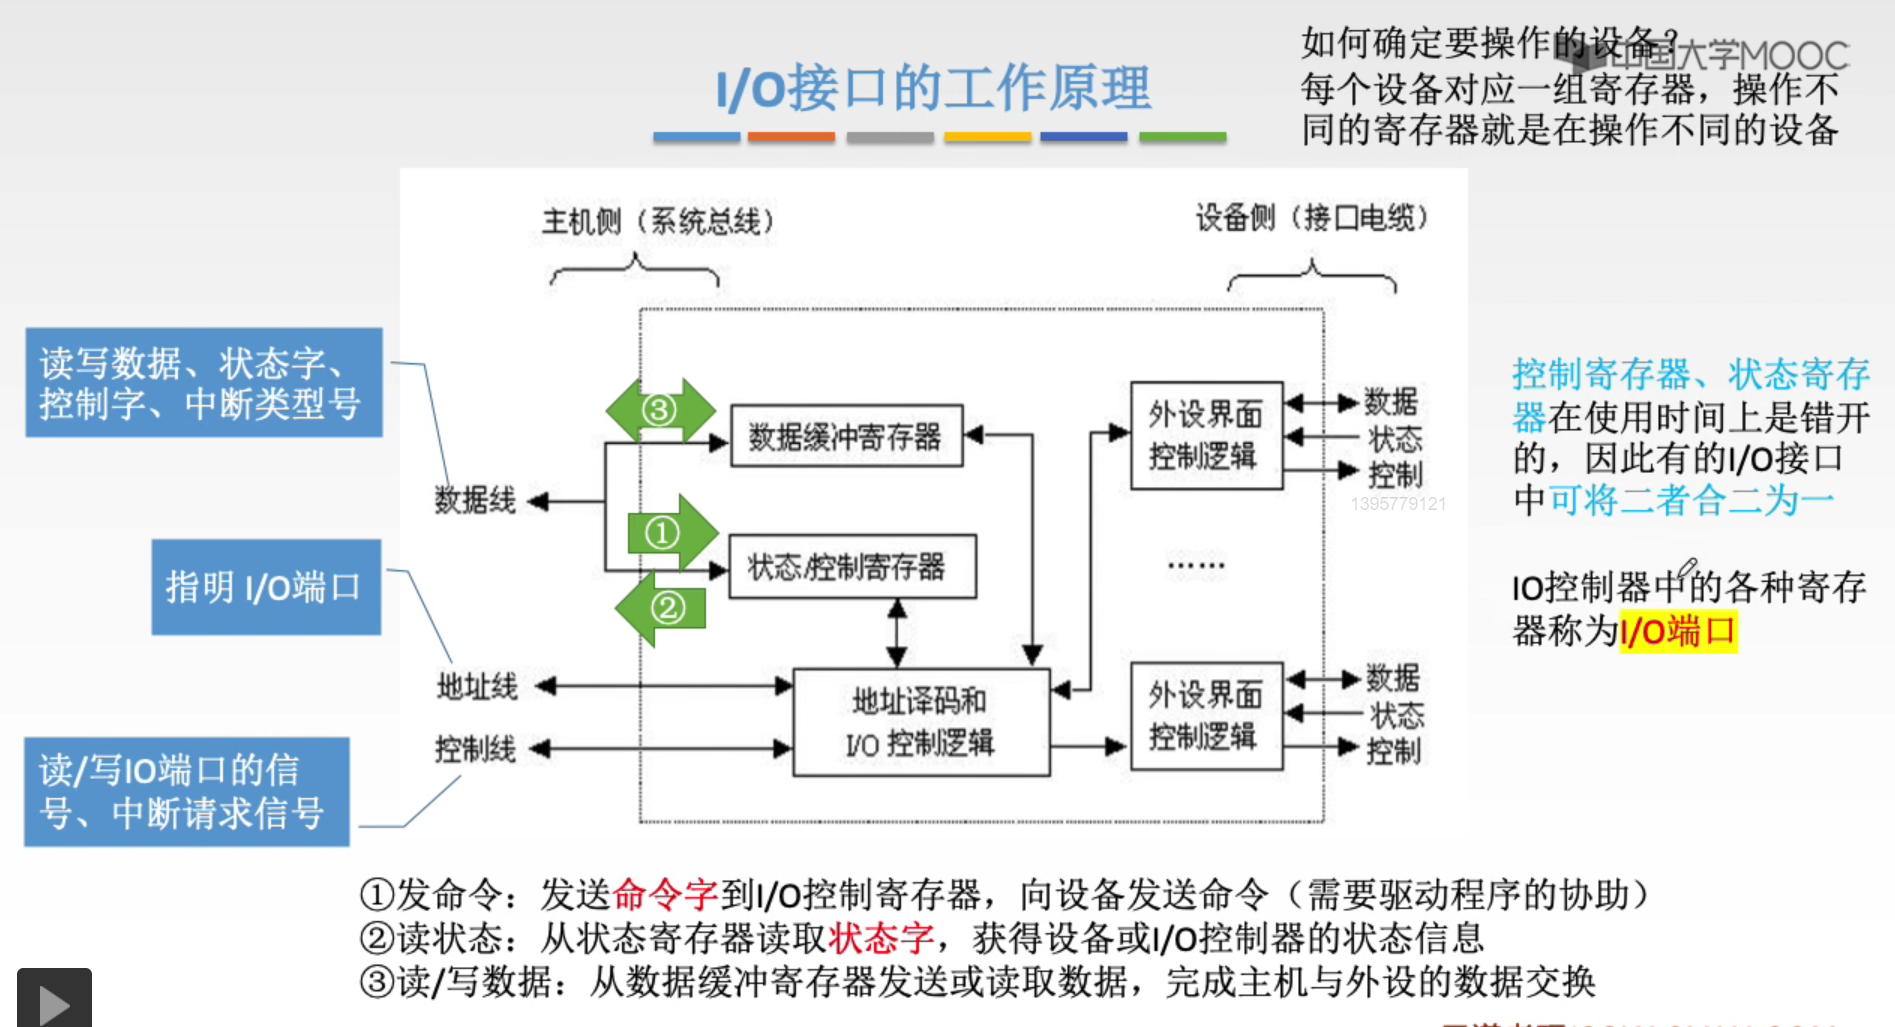 如何确定要操作的设备？
中国大学MOOC
每个设备对应一组寄存器，操作不
同的寄存器就是在操作不同的设备
I/O接口的工作原理
主机侧（系统总线）
设备侧（接口电缆）
读写数据、状态字、
控制字、中断类型号
③
数据缓冲寄存器
外设界面
控制逻辑
数据
状态
控制
1395779121
数据线
①
状态/控制寄存器
②
……
指明 I/O端口
地址线
控制线
地址译码和
I/O 控制逻辑
外设界面
控制逻辑
数据
状态
控制
读/写IO端口的信
号、中断请求信号
控制寄存器、状态寄存
器在使用时间上是错开
的，因此有的I/O接口
中可将二者合二为一
IO控制器中的各种寄存
器称为I/O端口
①发命令：发送命令字到I/O控制寄存器，向设备发送命令（需要驱动程序的协助）
②读状态：从状态寄存器读取状态字，获得设备或I/O控制器的状态信息
③读/写数据：从数据缓冲寄存器发送或读取数据，完成主机与外设的数据交换